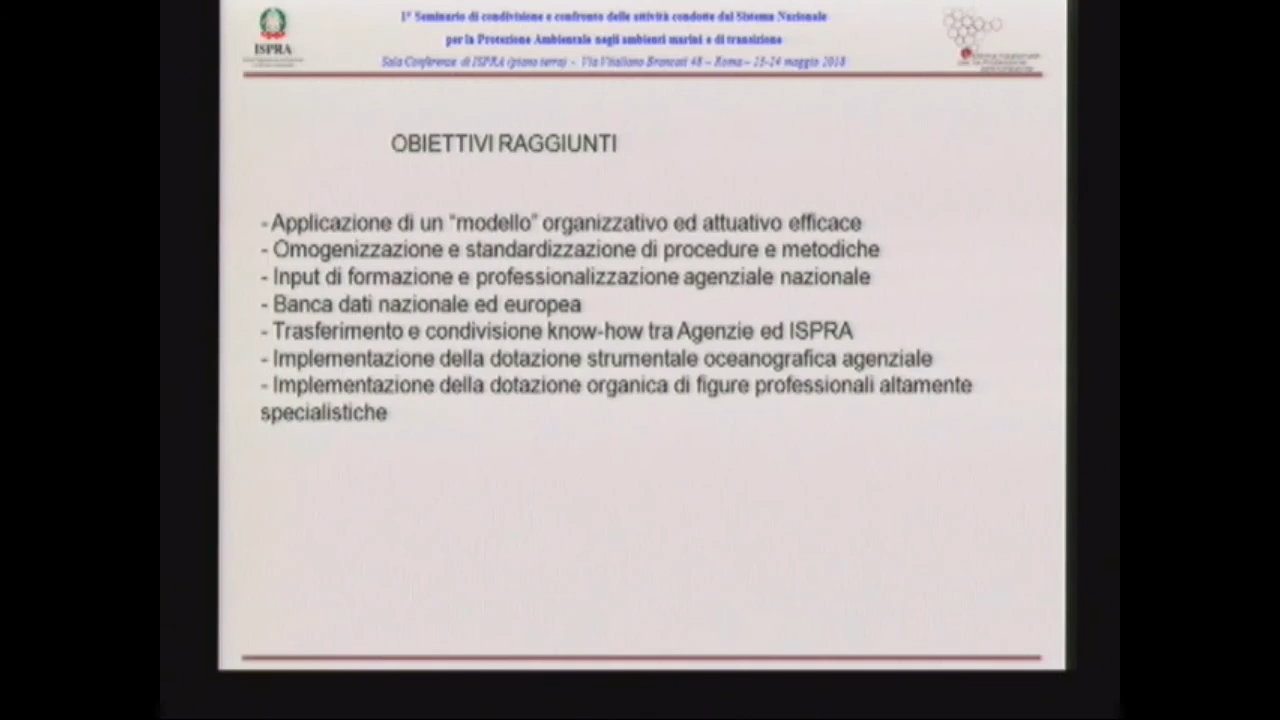 1° Seminario di condivisione e confronto delle attività condotte dal Sistema Nazionale
per la Protezione Ambientale negli ambienti marini e di transizione
Sala Conferenze di ISPRA (piano terra) - Via Vitaliano Brancati 48 – Roma – 23-24 maggio 2018
ISPRA
OBIETTIVI RAGGIUNTI
- Applicazione di un “modello” organizzativo ed attuativo efficace
- Omogenizzazione e standardizzazione di procedure e metodiche
- Input di formazione e professionalizzazione agenziale nazionale
- Banca dati nazionale ed europea
- Trasferimento e condivisione know-how tra Agenzie ed ISPRA
- Implementazione della dotazione strumentale oceanografica agenziale
- Implementazione della dotazione organica di figure professionali altamente
specialistiche